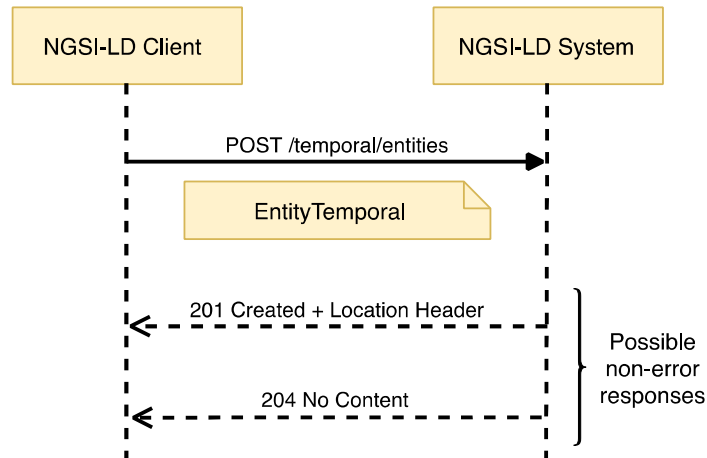 NGSI-LD Client
NGSI-LD System
POST /temporal/entities
EntityTemporal
201 Created + Location Header
204 No Content
Possible
non-error
responses